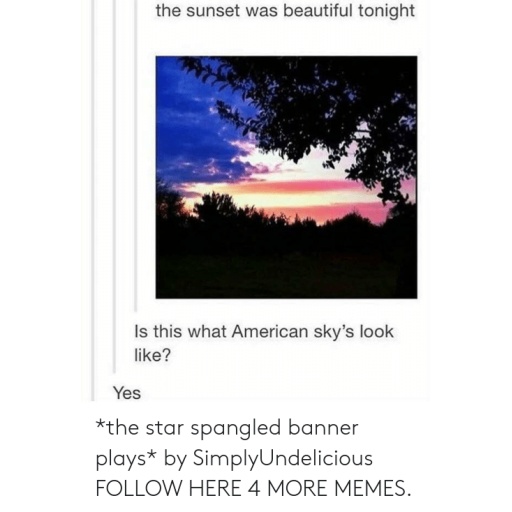 the sunset was beautiful tonight
Is this what American sky's look
like?
Yes
*the star spangled banner
plays* by SimplyUndelicious
FOLLOW HERE 4 MORE MEMES.